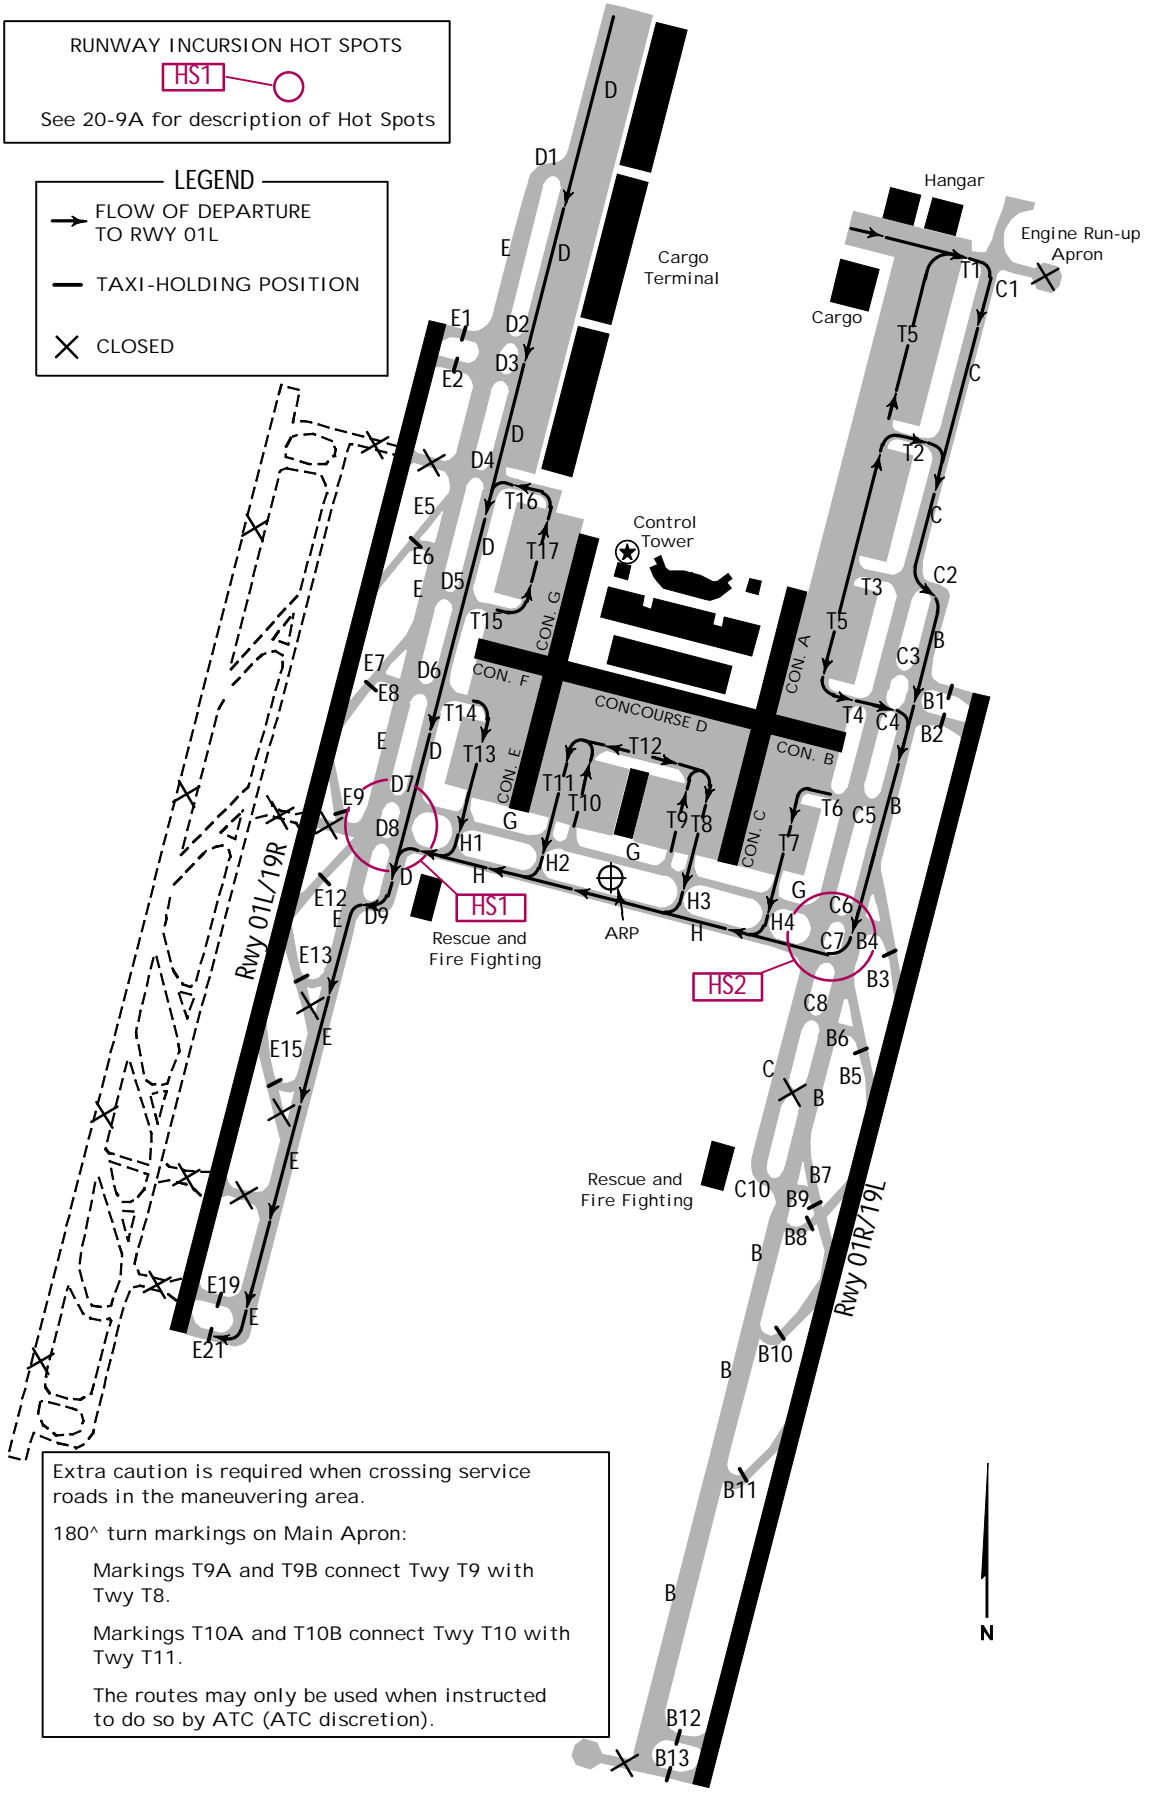 RUNWAY INCURSION HOT SPOTS
HS1
See 20-9A for description of Hot Spots
LEGEND
FLOW OF DEPARTURE
TO RWY 01L
TAXI-HOLDING POSITION
CLOSED
D
D1
Hangar
Engine Run-up
Apron
E
D
Cargo
Terminal
T1
C1
Cargo
E1
D2
T5
E2
D3
C
D
D4
T2
E5
T16
C
Control
Tower
D
T17
E6
E
D5
C2
T3
T15
CON. G
T5
B
CON. A
E7
D6
C3
E8
CON. F
T14
CONCOURSE D
T4
C4
B1
B2
E
D
T13
T12
CON. B
CON. E
T11
D7
E9
T10
T6
C5
B
D8
G
T9
T8
CON. C
T7
H1
H2
G
H
D
G
E12
HS1
H3
C6
E
D9
ARP
H
H4
C7
B4
Rescue and
Fire Fighting
E13
HS2
B3
Rwy 01L/19R
C8
E
B6
E15
C
B5
B
E
Rescue and
Fire Fighting
C10
B7
B9
B8
Rwy 01R/19L
B
E19
E
E21
B10
B
B11
Extra caution is required when crossing service
roads in the maneuvering area.
180^ turn markings on Main Apron:
Markings T9A and T9B connect Twy T9 with
Twy T8.
Markings T10A and T10B connect Twy T10 with
Twy T11.
The routes may only be used when instructed
to do so by ATC (ATC discretion).
B
N
B12
B13